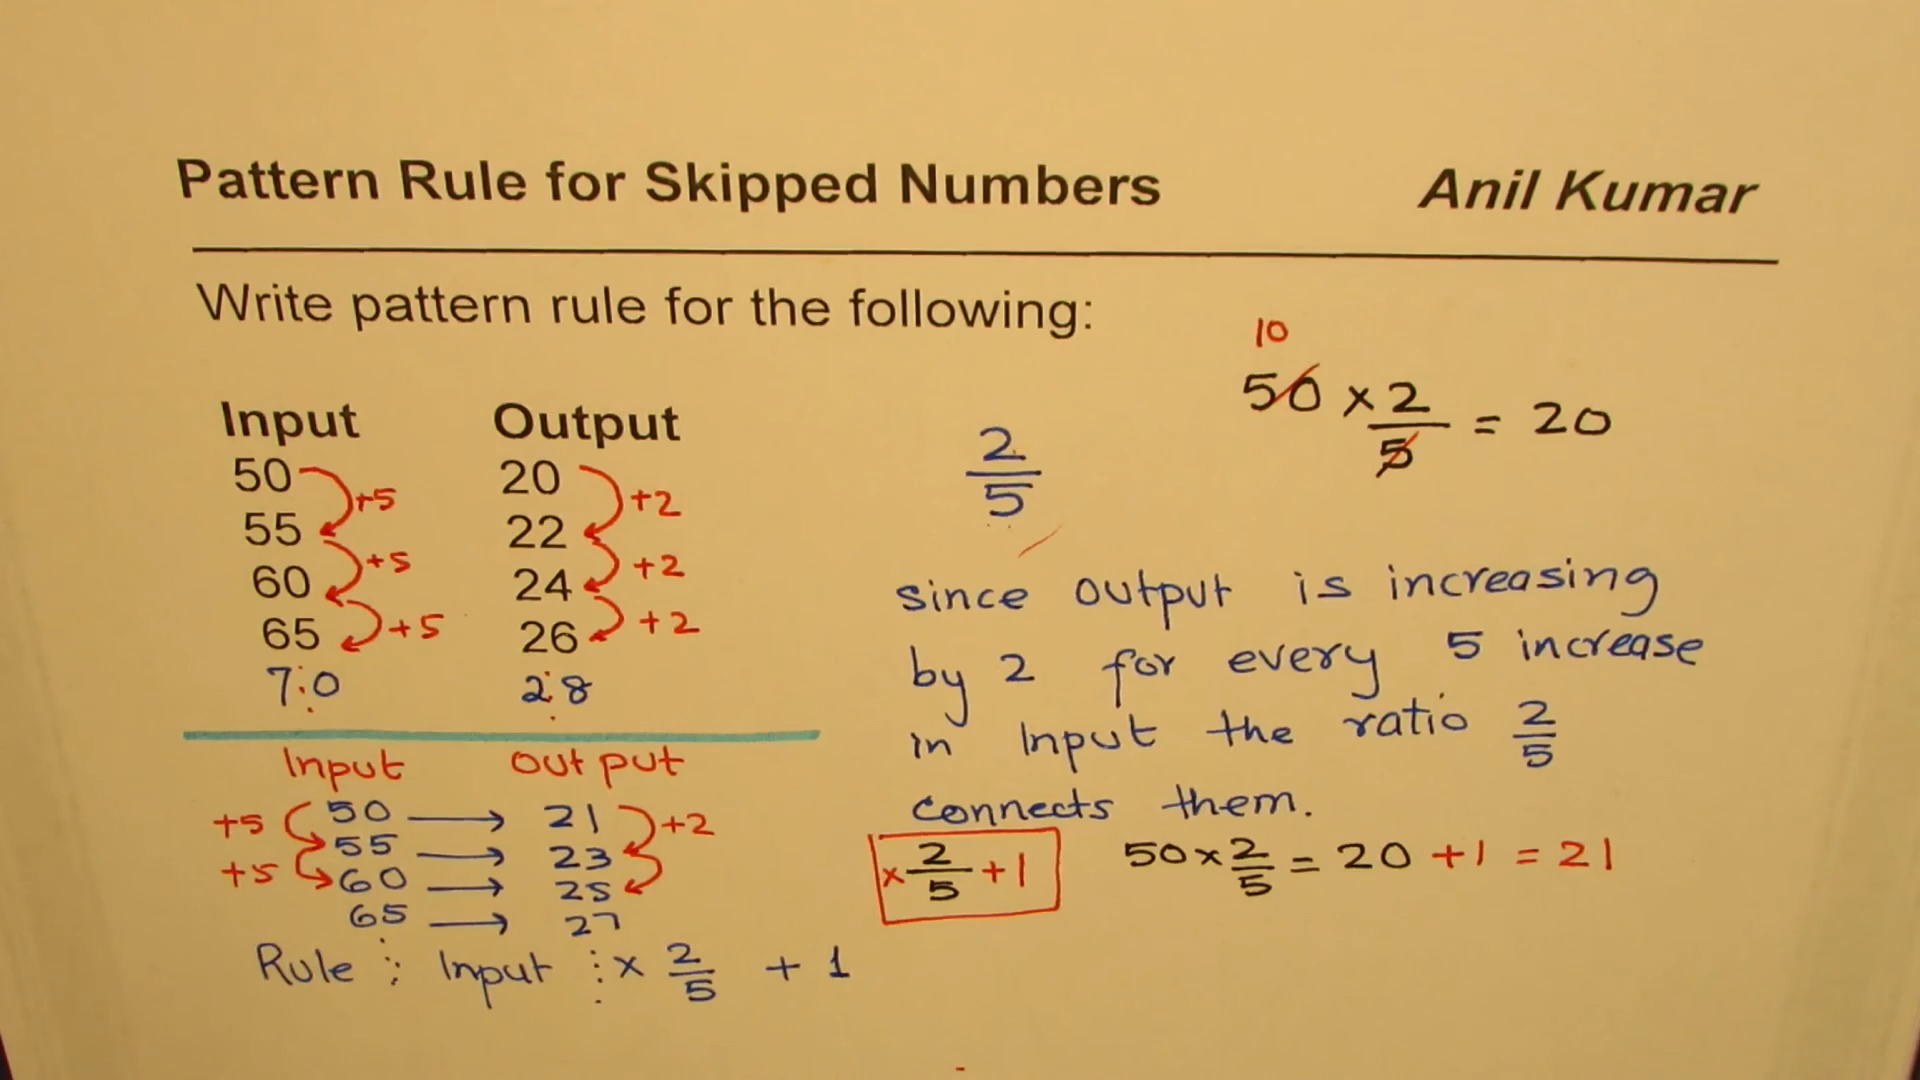 Pattern Rule for Skipped Numbers Anil Kumar
Write pattern rule for the following:
Input Output
50 +5 20 +2
55 +5 22 +2
60 +5 24 +2
65 26
70 28
2/5
10
50 × 2/5 = 20
since output is increasing
by 2 for every 5 increase
in Input the ratio 2/5
connects them.
× 2/5 + 1 50 × 2/5 = 20 + 1 = 21
Input output
+5 50 → 21 +2
+5 55 → 23
60 → 25
65 → 27
Rule : Input × 2/5 + 1